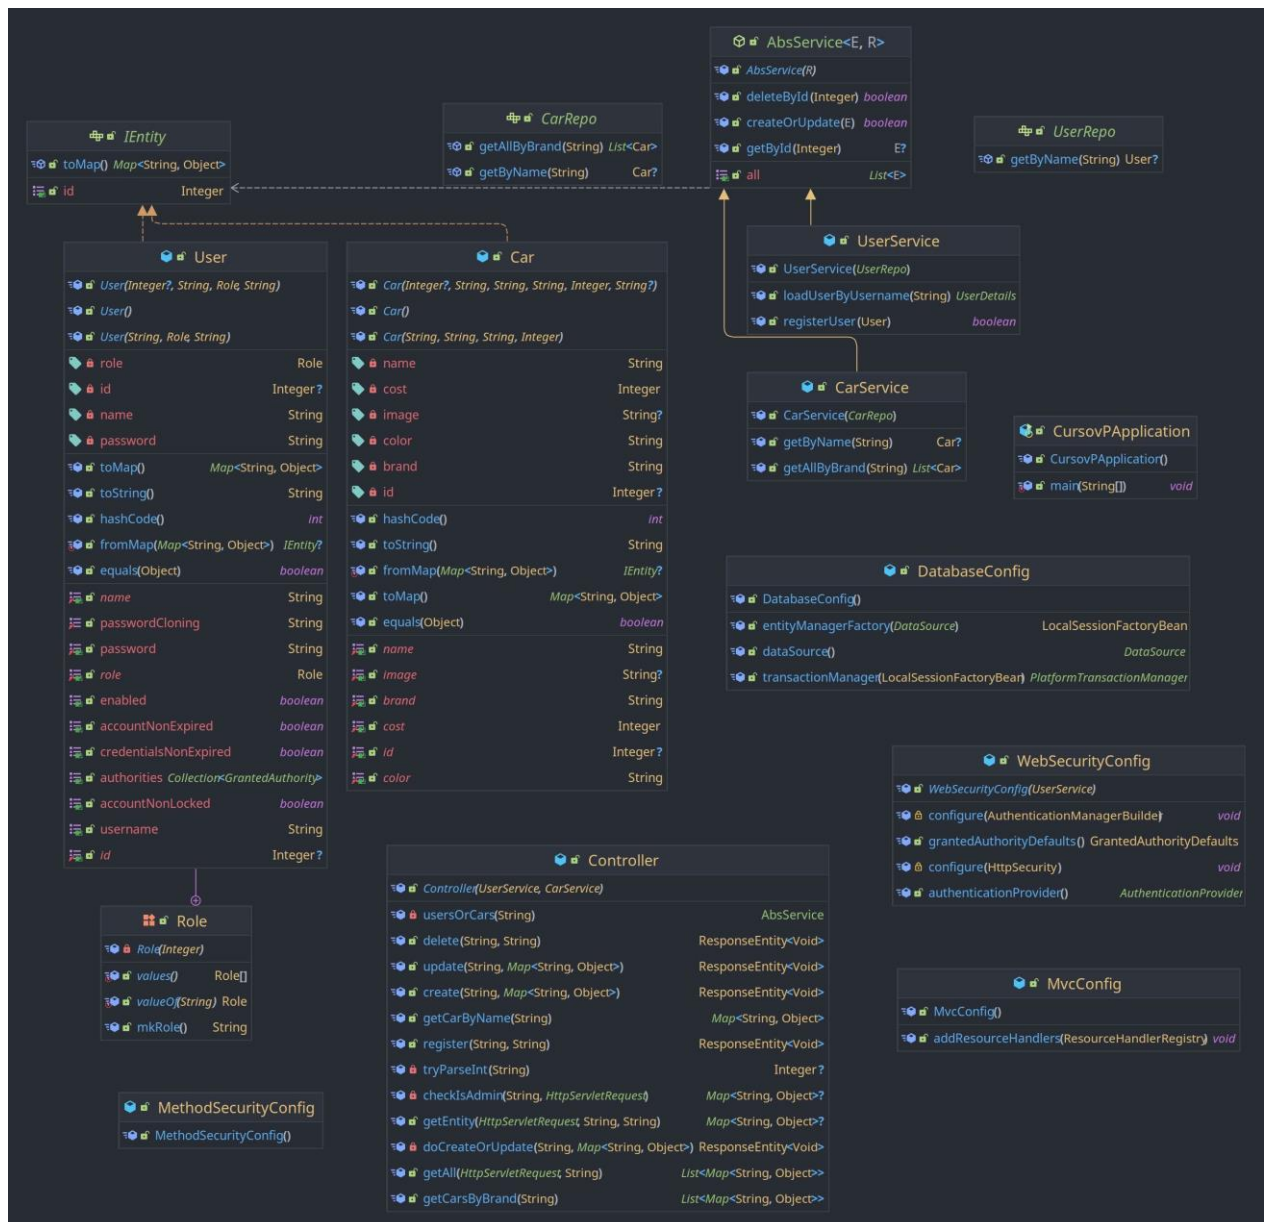 AbsService<E, R>
AbsService(R)
deleteById(Integer) boolean
createOrUpdate(E) boolean
getById(Integer) E?
all List<E>
CarRepo
getAllByBrand(String) List<Car>
getByName(String) Car?
IEntity
toMap() Map<String, Object>
id Integer
UserRepo
getByName(String) User?
User
User(Integer?, String, Role, String)
User()
User(String, Role, String)
role Role
id Integer?
name String
password String
toMap() Map<String, Object>
toString() String
hashCode() int
fromMap(Map<String, Object>) IEntity?
equals(Object) boolean
name String
passwordCloning String
password String
role Role
enabled boolean
accountNonExpired boolean
credentialsNonExpired boolean
authorities Collection<GrantedAuthority>
accountNonLocked boolean
username String
id Integer?
Car
Car(Integer?, String, String, String, Integer, String?)
Car()
Car(String, String, String, Integer)
name String
cost Integer
image String?
color String
brand String
id Integer?
hashCode() int
toString() String
fromMap(Map<String, Object>) IEntity?
toMap() Map<String, Object>
equals(Object) boolean
name String
image String?
brand String
cost Integer
id Integer?
color String
UserService
UserService(UserRepo)
loadUserByUsername(String) UserDetails
registerUser(User) boolean
CarService
CarService(CarRepo)
getByName(String) Car?
getAllByBrand(String) List<Car>
CursovPApplication
CursovPApplication()
main(String[]) void
DatabaseConfig
DatabaseConfig()
entityManagerFactory(DataSource) LocalSessionFactoryBean
dataSource() DataSource
transactionManager(LocalSessionFactoryBean) PlatformTransactionManager
WebSecurityConfig
WebSecurityConfig(UserService)
configure(AuthenticationManagerBuilder) void
grantedAuthorityDefaults() GrantedAuthorityDefaults
configure(HttpSecurity) void
authenticationProvider() AuthenticationProvider
Controller
Controller(UserService, CarService)
usersOrCars(String) AbsService
delete(String, String) ResponseEntity<Void>
update(String, Map<String, Object>) ResponseEntity<Void>
create(String, Map<String, Object>) ResponseEntity<Void>
getCarByName(String) Map<String, Object>
register(String, String) ResponseEntity<Void>
tryParseInt(String) Integer?
checkIsAdmin(String, HttpServletRequest) Map<String, Object>?
getEntity(HttpServletRequest, String, String) Map<String, Object>?
doCreateOrUpdate(String, Map<String, Object>) ResponseEntity<Void>
getAll(HttpServletRequest, String) List<Map<String, Object>>
getCarsByBrand(String) List<Map<String, Object>>
Role
Role(Integer)
values() Role[]
valueOf(String) Role
mkRole() String
MvcConfig
MvcConfig()
addResourceHandlers(ResourceHandlerRegistry) void
MethodSecurityConfig
MethodSecurityConfig()